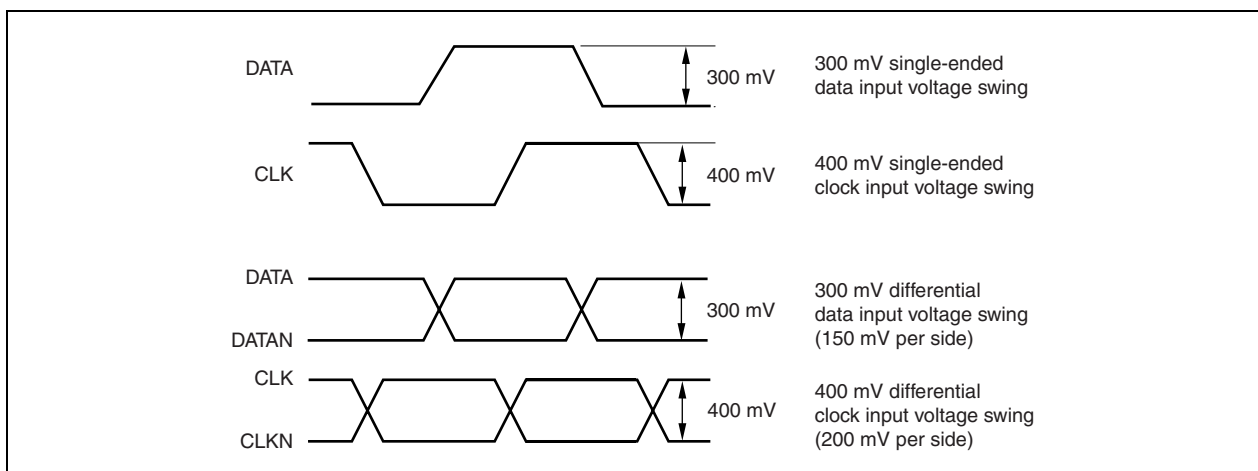 DATA
300 mV
300 mV single-ended
data input voltage swing
CLK
400 mV
400 mV single-ended
clock input voltage swing
DATA
DATAN
300 mV
300 mV differential
data input voltage swing
(150 mV per side)
CLK
CLKN
400 mV
400 mV differential
clock input voltage swing
(200 mV per side)